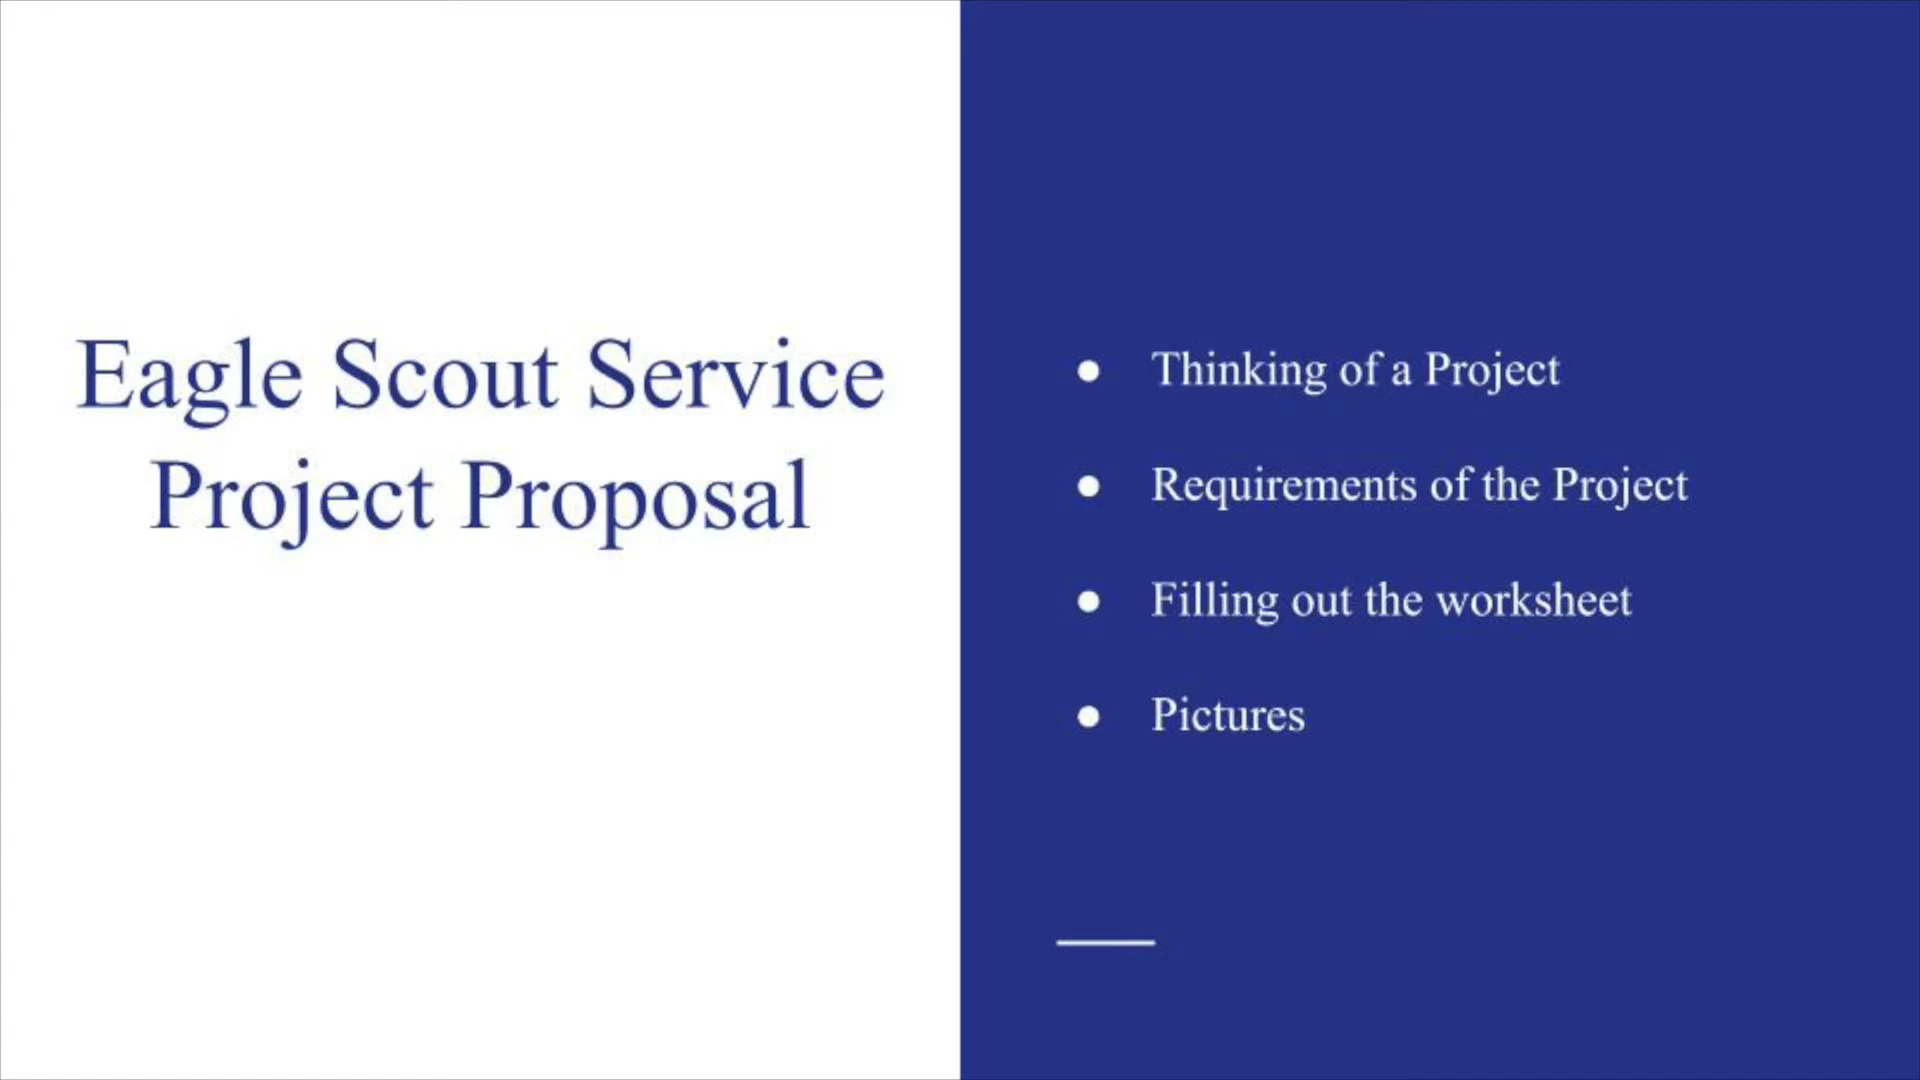 Eagle Scout Service
Project Proposal
● Thinking of a Project
● Requirements of the Project
● Filling out the worksheet
● Pictures